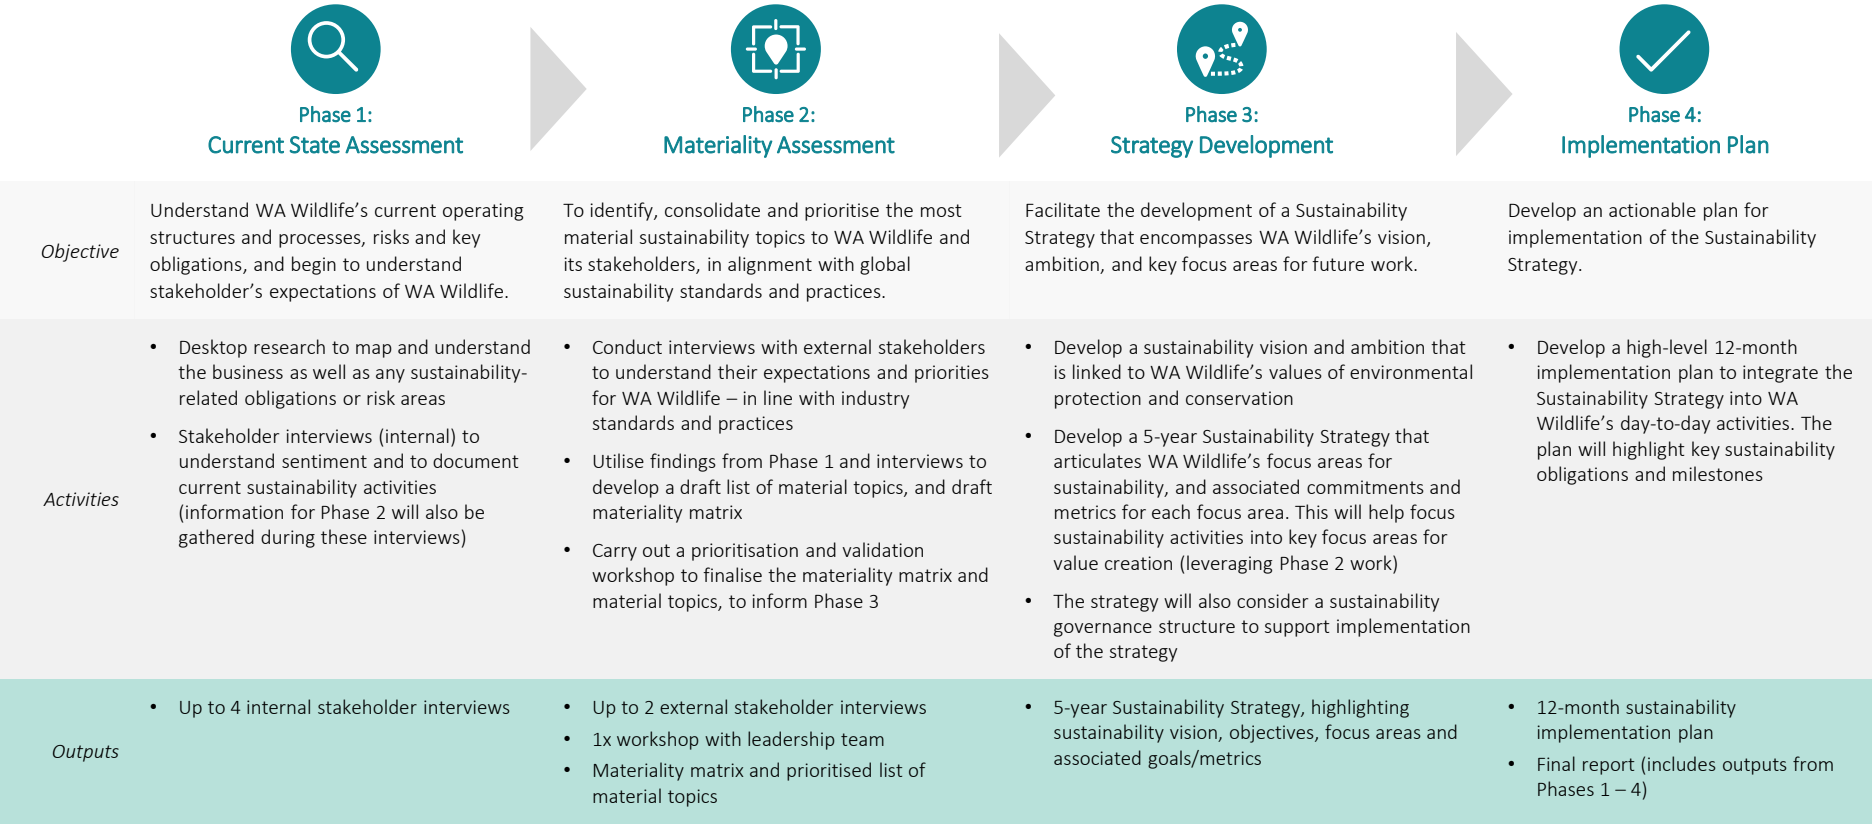 Phase 1:
Current State Assessment
Phase 2:
Materiality Assessment
Phase 3:
Strategy Development
Phase 4:
Implementation Plan
Objective
Understand WA Wildlife’s current operating
structures and processes, risks and key
obligations, and begin to understand
stakeholder’s expectations of WA Wildlife.
To identify, consolidate and prioritise the most
material sustainability topics to WA Wildlife and
its stakeholders, in alignment with global
sustainability standards and practices.
Facilitate the development of a Sustainability
Strategy that encompasses WA Wildlife’s vision,
ambition, and key focus areas for future work.
Develop an actionable plan for
implementation of the Sustainability
Strategy.
Activities
• Desktop research to map and understand
the business as well as any sustainability-
related obligations or risk areas
• Stakeholder interviews (internal) to
understand sentiment and to document
current sustainability activities
(information for Phase 2 will also be
gathered during these interviews)
• Conduct interviews with external stakeholders
to understand their expectations and priorities
for WA Wildlife – in line with industry
standards and practices
• Utilise findings from Phase 1 and interviews to
develop a draft list of material topics, and draft
materiality matrix
• Carry out a prioritisation and validation
workshop to finalise the materiality matrix and
material topics, to inform Phase 3
• Develop a sustainability vision and ambition that
is linked to WA Wildlife’s values of environmental
protection and conservation
• Develop a 5-year Sustainability Strategy that
articulates WA Wildlife’s focus areas for
sustainability, and associated commitments and
metrics for each focus area. This will help focus
sustainability activities into key focus areas for
value creation (leveraging Phase 2 work)
• The strategy will also consider a sustainability
governance structure to support implementation
of the strategy
• Develop a high-level 12-month
implementation plan to integrate the
Sustainability Strategy into WA
Wildlife’s day-to-day activities. The
plan will highlight key sustainability
obligations and milestones
Outputs
• Up to 4 internal stakeholder interviews
• Up to 2 external stakeholder interviews
• 1x workshop with leadership team
• Materiality matrix and prioritised list of
material topics
• 5-year Sustainability Strategy, highlighting
sustainability vision, objectives, focus areas and
associated goals/metrics
• 12-month sustainability
implementation plan
• Final report (includes outputs from
Phases 1 – 4)